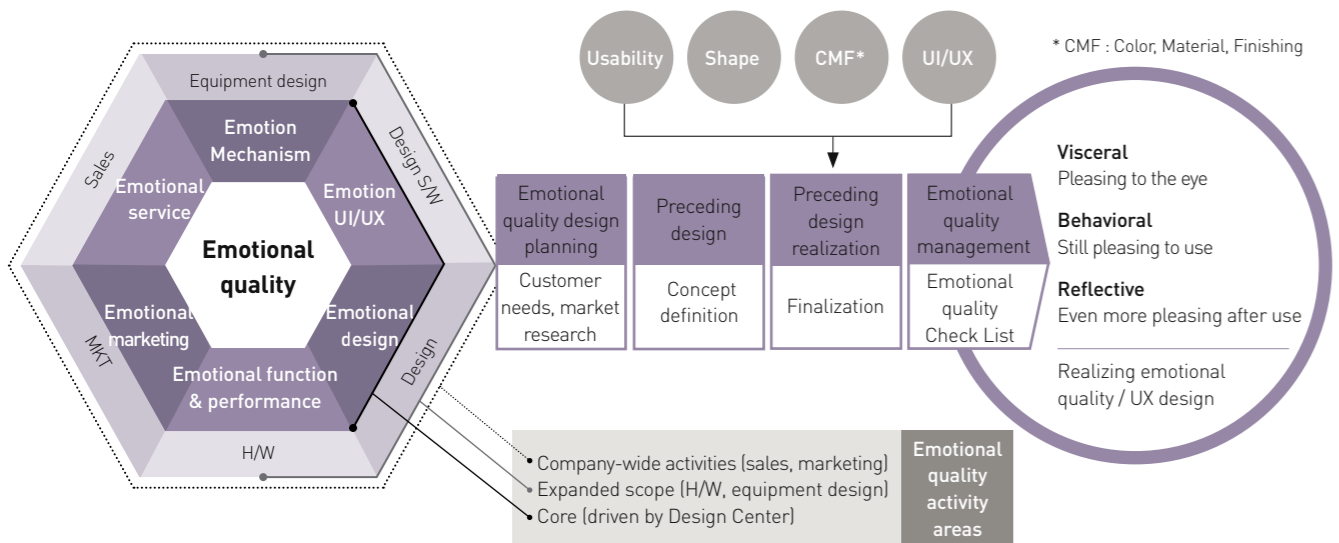 Equipment design
Sales
Design S/W
MKT
Design
H/W
Emotion
Mechanism
Emotional
service
Emotion
UI/UX
Emotional
quality
Emotional
marketing
Emotional
design
Emotional function
& performance
Usability
Shape
CMF*
UI/UX
* CMF : Color, Material, Finishing
Emotional
quality design
planning
Customer
needs, market
research
Preceding
design
Concept
definition
Preceding
design
realization
Finalization
Emotional
quality
management
Emotional
quality
Check List
Visceral
Pleasing to the eye
Behavioral
Still pleasing to use
Reflective
Even more pleasing after use
Realizing emotional
quality / UX design
• Company-wide activities (sales, marketing)
• Expanded scope (H/W, equipment design)
• Core (driven by Design Center)
Emotional
quality
activity
areas